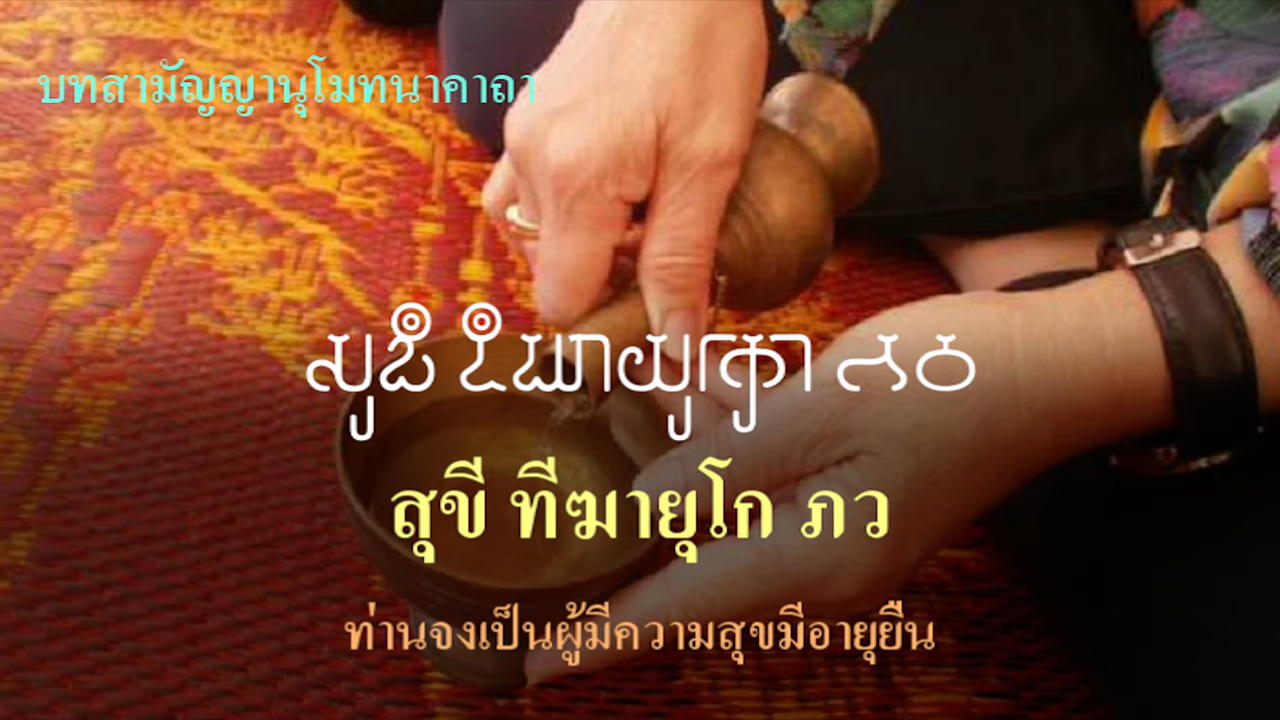 บทสามัญญานุโมทนาคาถา
สุขี ทีฆายุโก ภว
ท่านจงเป็นผู้มีความสุขมีอายุยืน